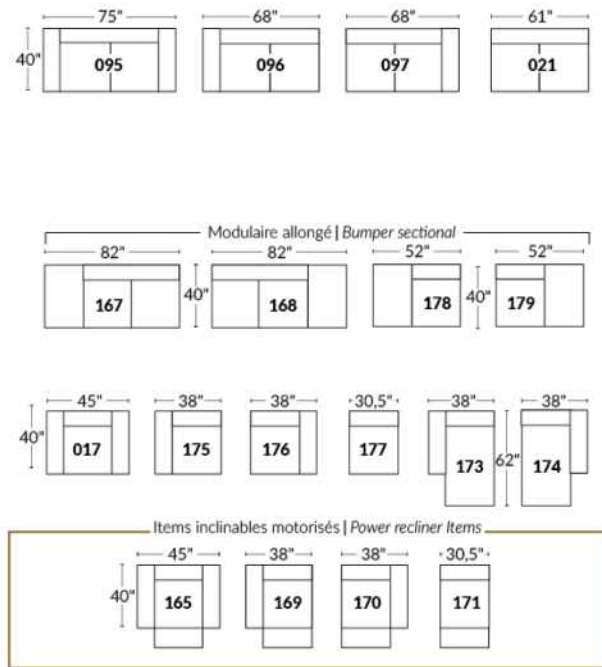 75" 68" 68" 61"
40" 095 096 097 021
Modulaire allongé | Bumper sectional
82" 82" 52" 52"
167 40" 168 178 40" 179
45" 38" 38" 30,5" 38" 38"
40" 017 175 176 177 173 62" 174
Items inclinables motorisés | Power recliner Items
45" 38" 38" 30,5"
40" 165 169 170 171